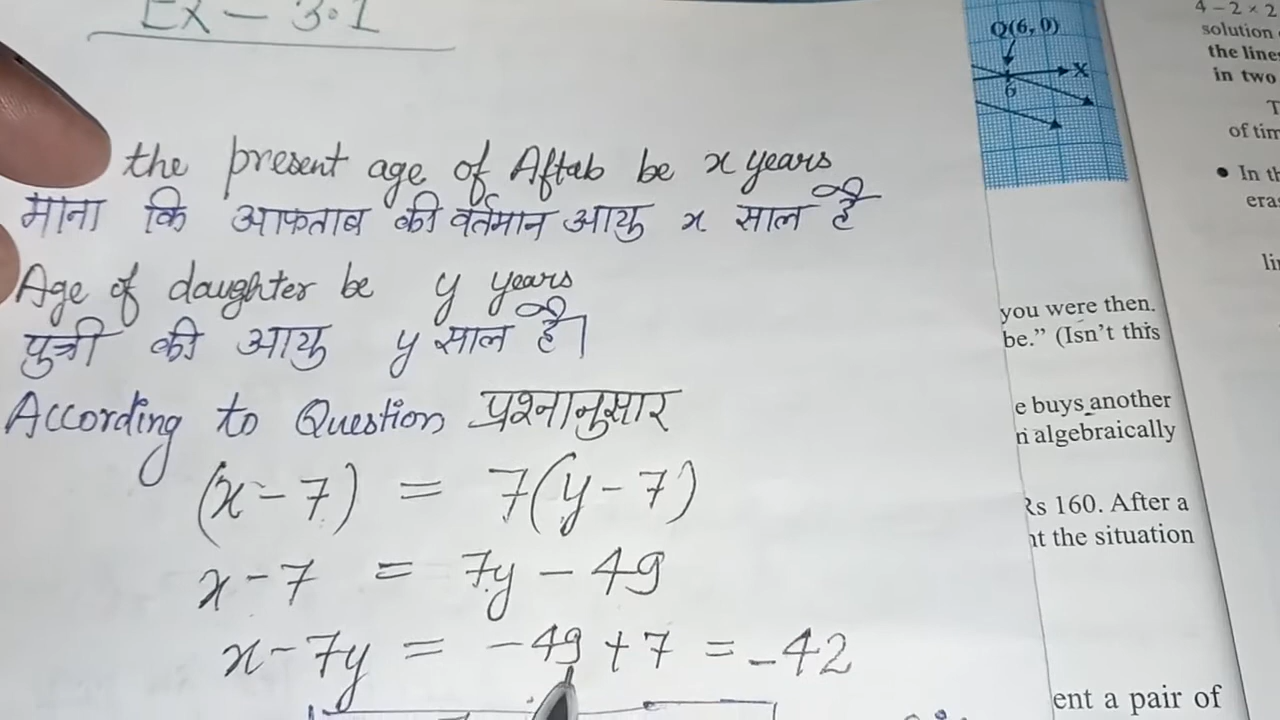 Ex – 3.1
the present age of Aftab be x years
माना कि आफताब की वर्तमान आयु x साल है
Age of daughter be y years
पुत्री की आयु y साल है।
According to Question प्रश्नानुसार
(x – 7) = 7(y – 7)
x – 7 = 7y – 49
x – 7y = – 49 + 7 = – 42
Q(6, 0)
X
6
you were then.
be.” (Isn’t this
e buys another
n algebraically
Rs 160. After a
nt the situation
ent a pair of
4 – 2 × 2
solution
the line
in two
T
of tim
• In th
era
lin